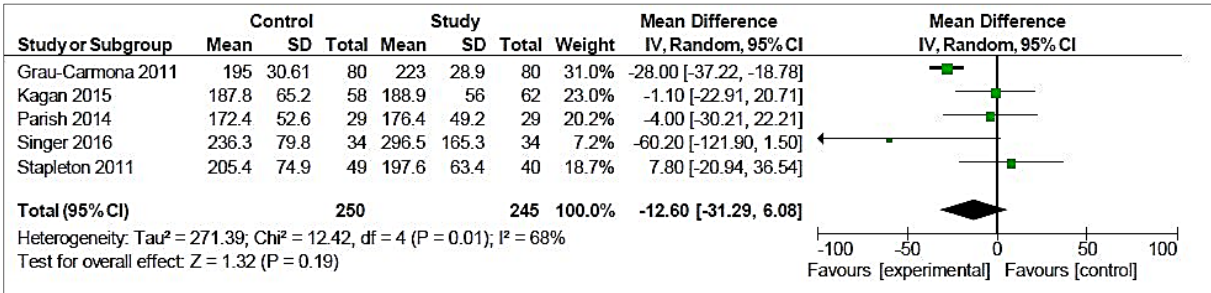 Control Study Mean Difference Mean Difference
Study or Subgroup Mean SD Total Mean SD Total Weight IV, Random, 95% CI IV, Random, 95% CI
Grau-Carmona 2011 195 30.61 80 223 28.9 80 31.0% -28.00 [-37.22, -18.78]
Kagan 2015 187.8 65.2 58 188.9 56 62 23.0% -1.10 [-22.91, 20.71]
Parish 2014 172.4 52.6 29 176.4 49.2 29 20.2% -4.00 [-30.21, 22.21]
Singer 2016 236.3 79.8 34 296.5 165.3 34 7.2% -60.20 [-121.90, 1.50]
Stapleton 2011 205.4 74.9 49 197.6 63.4 40 18.7% 7.80 [-20.94, 36.54]
Total (95% CI) 250 245 100.0% -12.60 [-31.29, 6.08]
Heterogeneity: Tau² = 271.39; Chi² = 12.42, df = 4 (P = 0.01); I² = 68%
Test for overall effect: Z = 1.32 (P = 0.19)
-100 -50 0 50 100
Favours [experimental] Favours [control]